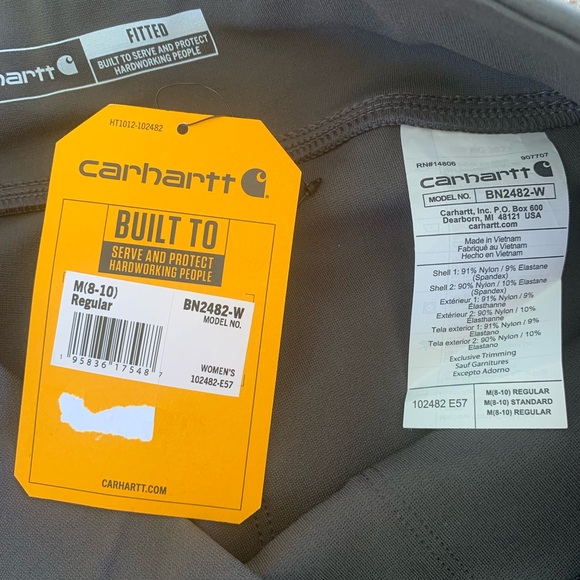 FITTED
BUILT TO SERVE AND PROTECT
HARDWORKING PEOPLE
HT1012-102482
carhartt
BUILT TO
SERVE AND PROTECT
HARDWORKING PEOPLE
M(8-10)
Regular
BN2482-W
MODEL NO.
1 95836 17548 7
WOMEN'S
102482-E57
CARHARTT.COM
RN#14806 907707
carhartt
MODEL NO. BN2482-W
Carhartt, Inc. P.O. Box 600
Dearborn, MI 48121 USA
carhartt.com
Made in Vietnam
Fabriqué au Vietnam
Hecho en Vietnam
Shell 1: 91% Nylon / 9% Elastane
(Spandex)
Shell 2: 90% Nylon / 10% Elastane
(Spandex)
Extérieur 1: 91% Nylon / 9%
Élasthanne
Extérieur 2: 90% Nylon / 10%
Élasthanne
Tela exterior 1: 91% Nylon / 9%
Elastano
Tela exterior 2: 90% Nylon / 10%
Elastano
Exclusive Trimming
Sauf Garnitures
Excepto Adorno
102482 E57
M(8-10) REGULAR
M(8-10) STANDARD
M(8-10) REGULAR